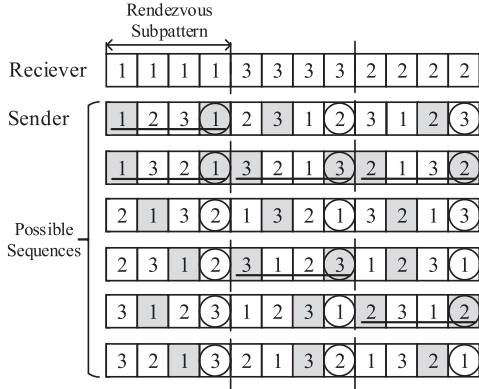 Rendezvous
Subpattern
Reciever 1 1 1 1 3 3 3 3 2 2 2 2
Sender 1 2 3 1 2 3 1 2 3 1 2 3
1 3 2 1 3 2 1 3 2 1 3 2
2 1 3 2 1 3 2 1 3 2 1 3
Possible
Sequences
2 3 1 2 3 1 2 3 1 2 3 1
3 1 2 3 1 2 3 1 2 3 1 2
3 2 1 3 2 1 3 2 1 3 2 1